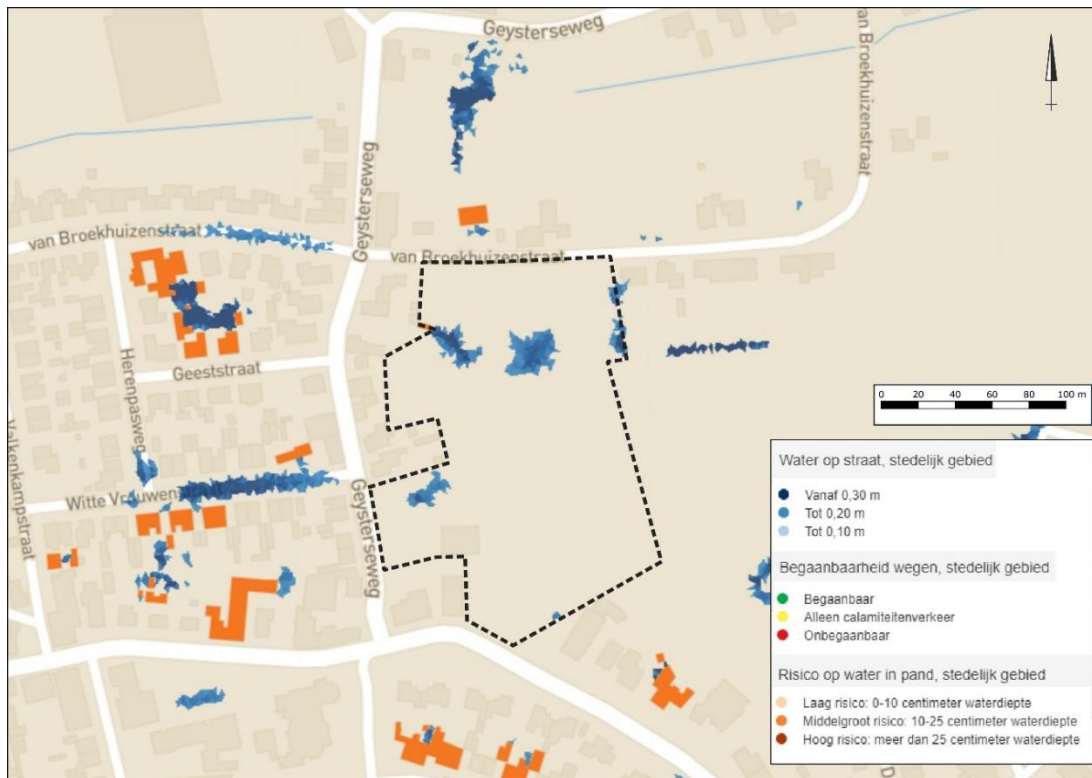 Geysterseweg
van Broekhuizenstraat
Geysterseweg
van Broekhuizenstraat
van Broekhuizenstraat
Herenpasweg
Geeststraat
0 20 40 60 80 100 m
Valkenkampstraat
Witte Vrouwenstraat
Geysterseweg
Water op straat, stedelijk gebied
Vanaf 0,30 m
Tot 0,20 m
Tot 0,10 m
Begaanbaarheid wegen, stedelijk gebied
Begaanbaar
Alleen calamiteitenverkeer
Onbegaanbaar
Risico op water in pand, stedelijk gebied
Laag risico: 0-10 centimeter waterdiepte
Middelgroot risico: 10-25 centimeter waterdiepte
Hoog risico: meer dan 25 centimeter waterdiepte
D